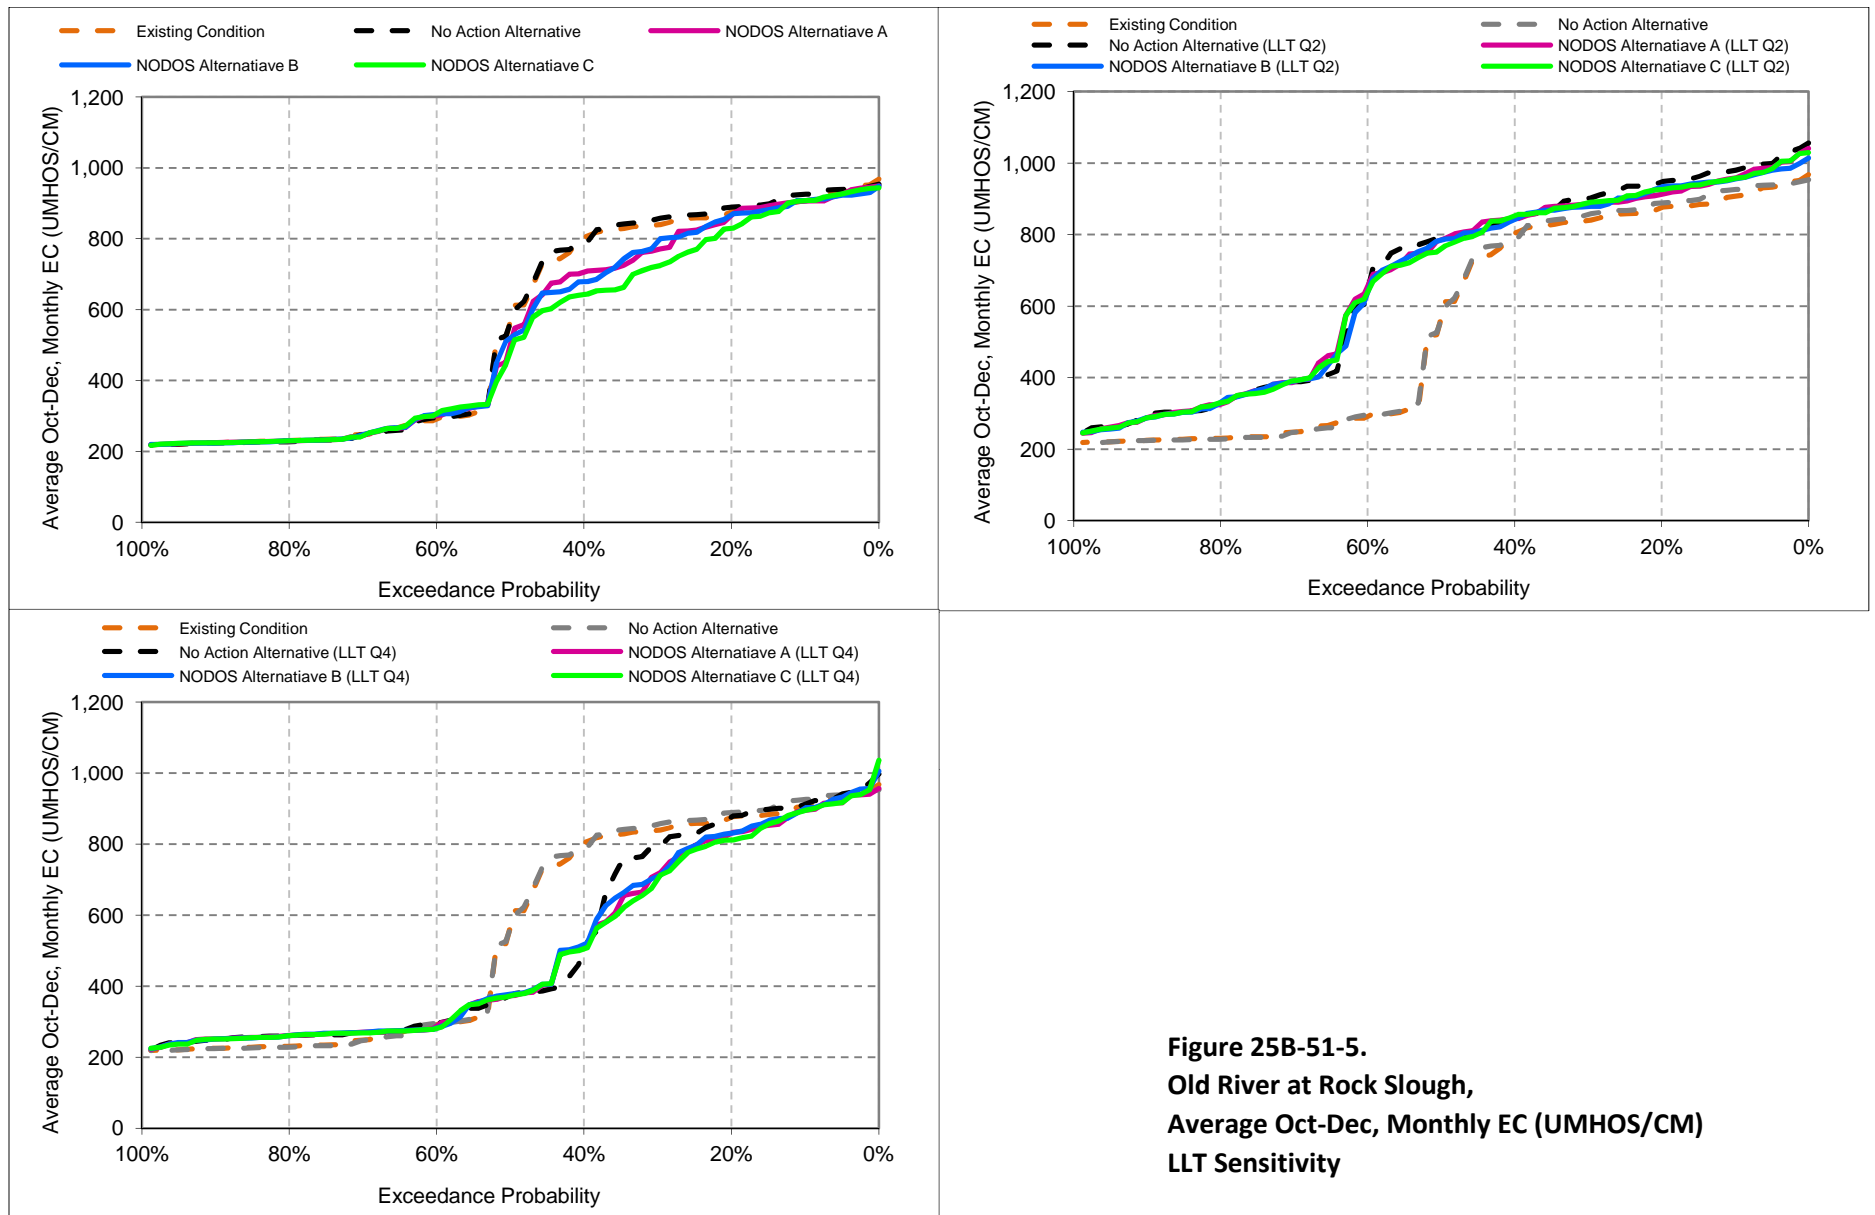 Existing Condition
No Action Alternative
NODOS Alternatiave A
NODOS Alternatiave B
NODOS Alternatiave C
Average Oct-Dec, Monthly EC (UMHOS/CM)
1,200
1,000
800
600
400
200
0
100% 80% 60% 40% 20% 0%
Exceedance Probability
Existing Condition
No Action Alternative
No Action Alternative (LLT Q2)
NODOS Alternatiave A (LLT Q2)
NODOS Alternatiave B (LLT Q2)
NODOS Alternatiave C (LLT Q2)
Average Oct-Dec, Monthly EC (UMHOS/CM)
1,200
1,000
800
600
400
200
0
100% 80% 60% 40% 20% 0%
Exceedance Probability
Existing Condition
No Action Alternative
No Action Alternative (LLT Q4)
NODOS Alternatiave A (LLT Q4)
NODOS Alternatiave B (LLT Q4)
NODOS Alternatiave C (LLT Q4)
Average Oct-Dec, Monthly EC (UMHOS/CM)
1,200
1,000
800
600
400
200
0
100% 80% 60% 40% 20% 0%
Exceedance Probability
Figure 25B-51-5.
Old River at Rock Slough,
Average Oct-Dec, Monthly EC (UMHOS/CM)
LLT Sensitivity